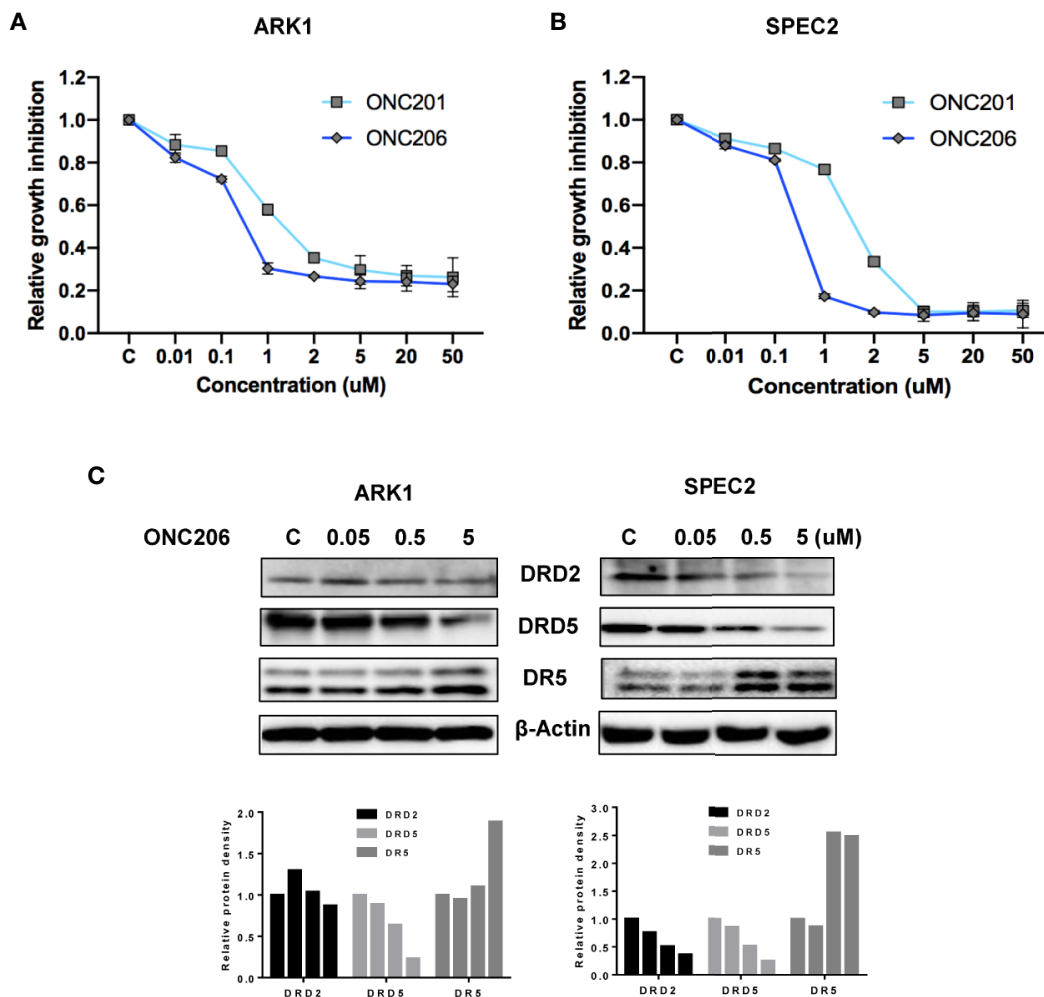 A
ARK1
Relative growth inhibition
1.2
1.0
0.8
0.6
0.4
0.2
0.0
ONC201
ONC206
C 0.01 0.1 1 2 5 20 50
Concentration (uM)
B
SPEC2
Relative growth inhibition
1.2
1.0
0.8
0.6
0.4
0.2
0.0
ONC201
ONC206
C 0.01 0.1 1 2 5 20 50
Concentration (uM)
C
ARK1 SPEC2
ONC206 C 0.05 0.5 5 C 0.05 0.5 5 (uM)
DRD2
DRD5
DR5
β-Actin
Relative protein density
2.0
1.5
1.0
0.5
0.0
DRD2
DRD5
DR5
DRD2 DRD5 DR5
Relative protein density
3.0
2.5
2.0
1.5
1.0
0.5
0.0
DRD2
DRD5
DR5
DRD2 DRD5 DR5